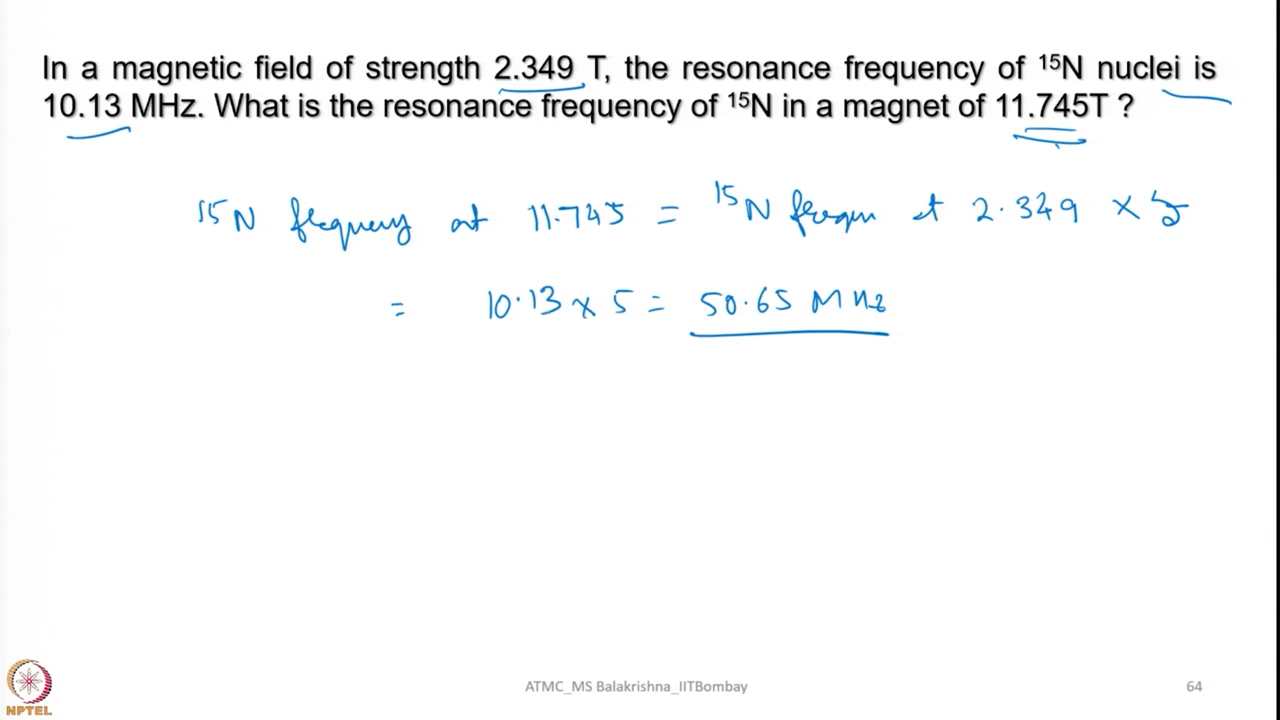 In a magnetic field of strength 2.349 T, the resonance frequency of ¹⁵N nuclei is
10.13 MHz. What is the resonance frequency of ¹⁵N in a magnet of 11.745T ?
¹⁵N frequency at 11.745 = ¹⁵N frequn at 2.349 × 5
= 10.13 × 5 = 50.65 MHz
NPTEL
ATMC_MS Balakrishna_IITBombay
64